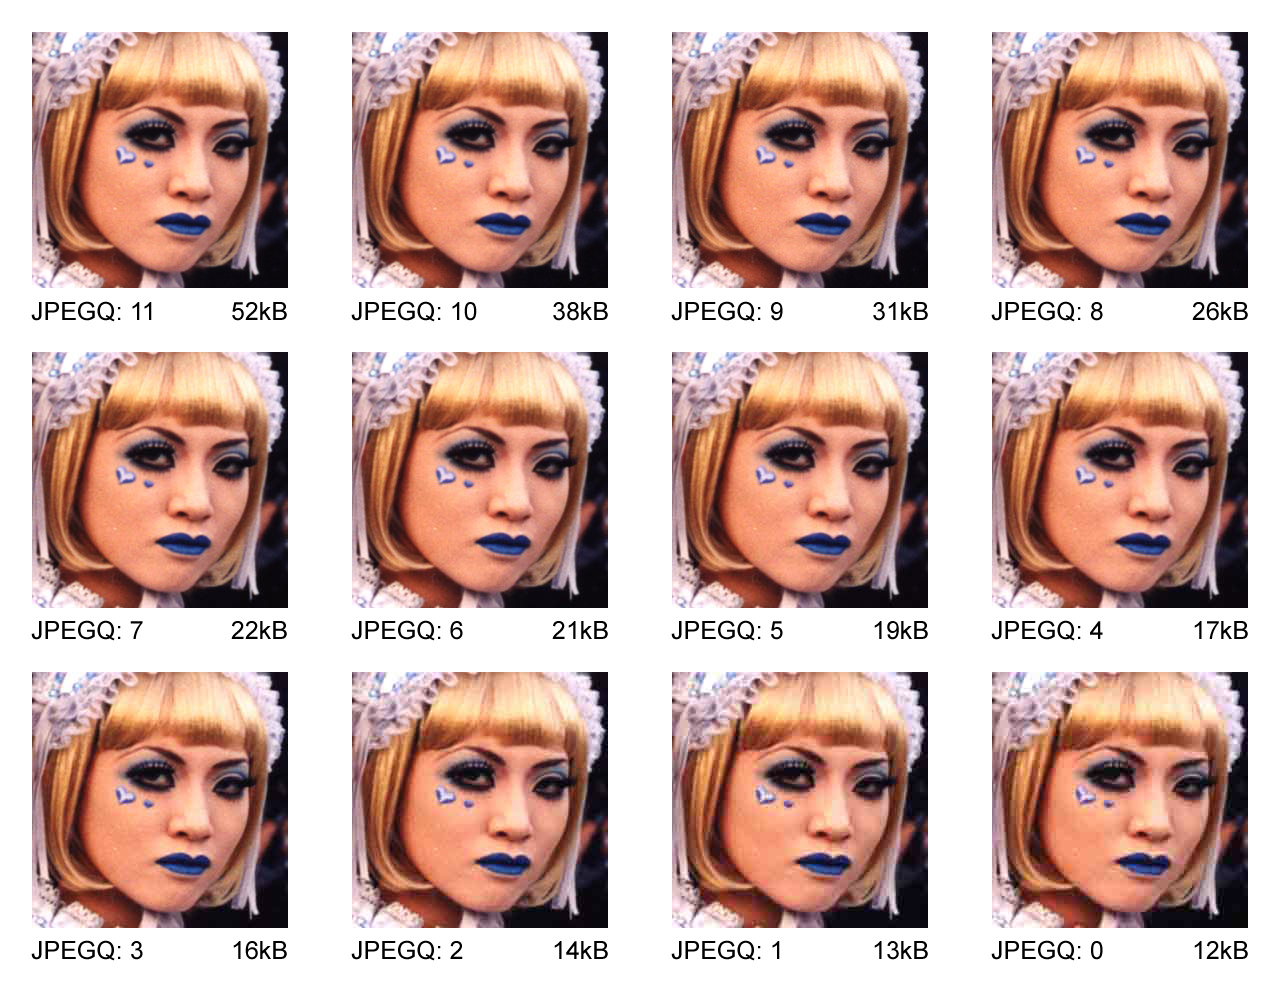 JPEGQ: 11 52kB
JPEGQ: 10 38kB
JPEGQ: 9 31kB
JPEGQ: 8 26kB
JPEGQ: 7 22kB
JPEGQ: 6 21kB
JPEGQ: 5 19kB
JPEGQ: 4 17kB
JPEGQ: 3 16kB
JPEGQ: 2 14kB
JPEGQ: 1 13kB
JPEGQ: 0 12kB